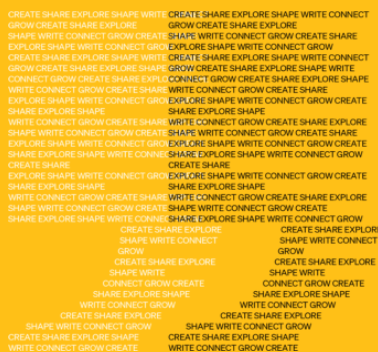 CREATE SHARE EXPLORE SHAPE WRITE CREATE SHARE EXPLORE SHAPE WRITE CONNECT
GROW CREATE SHARE EXPLORE GROW CREATE SHARE EXPLORE
SHAPE WRITE CONNECT GROW CREATE SHAPE WRITE CONNECT GROW CREATE SHARE
EXPLORE SHAPE WRITE CONNECT EXPLORE SHAPE WRITE CONNECT GROW
CREATE SHARE EXPLORE SHAPE WRITE CREATE SHARE EXPLORE SHAPE WRITE CONNECT
GROW CREATE SHARE EXPLORE SHAPE GROW CREATE SHARE EXPLORE SHAPE WRITE
CONNECT GROW CREATE SHARE CONNECT GROW CREATE SHARE EXPLORE SHAPE
WRITE CONNECT GROW CREATE SHARE WRITE CONNECT GROW CREATE SHARE
EXPLORE SHAPE WRITE CONNECT EXPLORE SHAPE WRITE CONNECT GROW CREATE
SHARE EXPLORE SHAPE SHARE EXPLORE SHAPE
WRITE CONNECT GROW CREATE SHARE WRITE CONNECT GROW CREATE SHARE EXPLORE
SHAPE WRITE CONNECT GROW CREATE SHAPE WRITE CONNECT GROW CREATE SHARE
EXPLORE SHAPE WRITE CONNECT EXPLORE SHAPE WRITE CONNECT GROW CREATE
SHARE EXPLORE SHAPE WRITE SHARE EXPLORE SHAPE WRITE CONNECT GROW
CREATE SHARE CREATE SHARE
EXPLORE SHAPE WRITE CONNECT EXPLORE SHAPE WRITE CONNECT GROW CREATE
SHARE EXPLORE SHAPE SHARE EXPLORE SHAPE
WRITE CONNECT GROW CREATE SHARE WRITE CONNECT GROW CREATE SHARE EXPLORE
SHAPE WRITE CONNECT GROW CREATE SHAPE WRITE CONNECT GROW CREATE
SHARE EXPLORE SHAPE WRITE SHARE EXPLORE SHAPE WRITE CONNECT GROW
CREATE SHARE EXPLORE CREATE SHARE EXPLOR
SHAPE WRITE CONNECT SHAPE WRITE CONNECT
GROW GROW
CREATE SHARE EXPLORE CREATE SHARE EXPLORE
SHAPE WRITE SHAPE WRITE
CONNECT GROW CREATE CONNECT GROW CREATE
SHARE EXPLORE SHAPE SHARE EXPLORE SHAPE
WRITE CONNECT GROW WRITE CONNECT GROW
CREATE SHARE EXPLORE CREATE SHARE EXPLORE
SHAPE WRITE CONNECT GROW SHAPE WRITE CONNECT GROW
CREATE SHARE EXPLORE SHAPE CREATE SHARE EXPLORE SHAPE
WRITE CONNECT GROW CREATE WRITE CONNECT GROW CREATE